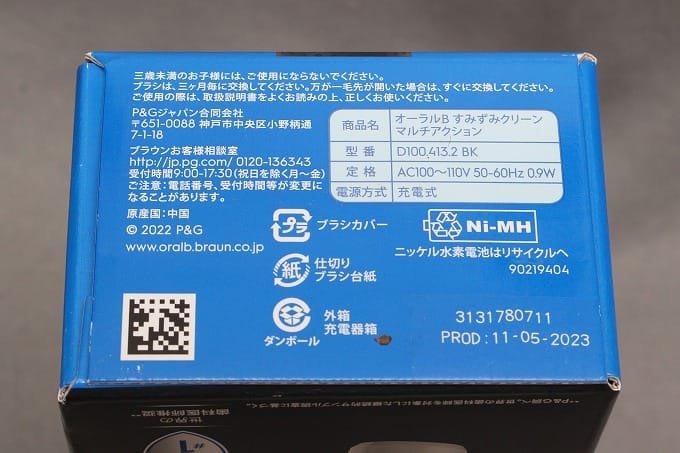 三歳未満のお子様には、ご使用にならないでください。
ブラシは、三ヶ月毎に交換してください。万が一毛先が開いた場合は、すぐに交換してください。
ご使用の際は、取扱説明書をよくお読みの上、正しくお使いください。
P&Gジャパン合同会社
〒651-0088 神戸市中央区小野柄通
7-1-18
ブラウンお客様相談室
http://jp.pg.com/ 0120-136343
受付時間9:00-17:30(祝日を除く月〜金)
ご注意：電話番号、受付時間等が変更に
なることがあります。
原産国：中国
© 2022 P&G
www.oralb.braun.co.jp
商品名 オーラルB すみずみクリーン
マルチアクション
型番 D100,413.2 BK
定格 AC100〜110V 50-60Hz 0.9W
電源方式 充電式
プラ ブラシカバー
紙 仕切り
ブラシ台紙
ダンボール 外箱
充電器箱
Ni-MH
ニッケル水素電池はリサイクルへ
90219404
3131780711
PROD : 11-05-2023
世界の
歯科医師推奨
#1